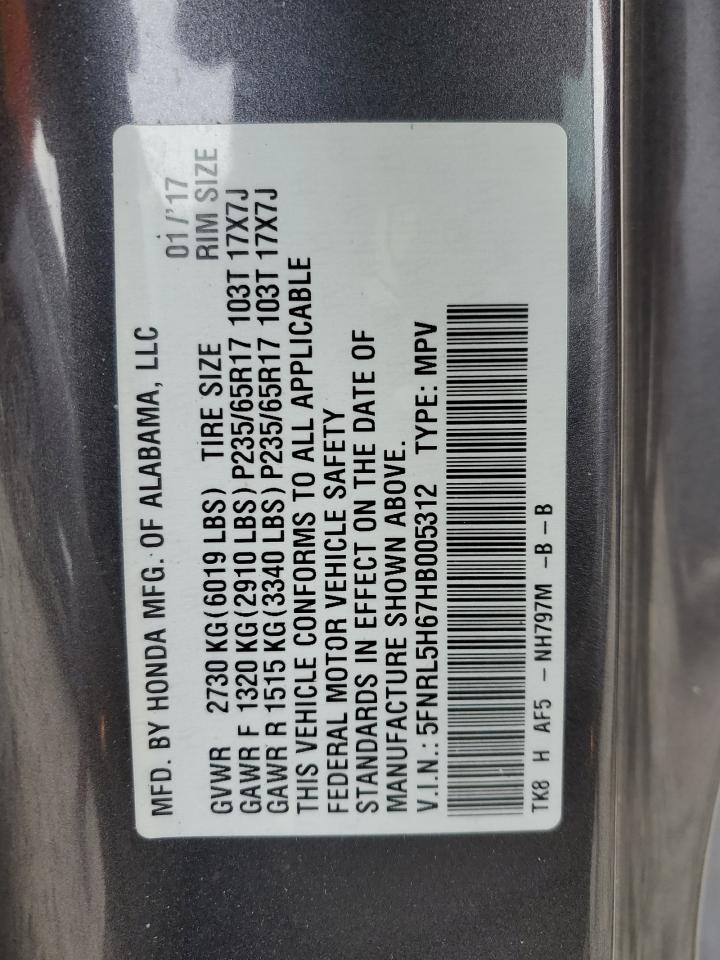 MFD. BY HONDA MFG. OF ALABAMA, LLC 01/'17
GVWR 2730 KG(6019 LBS) TIRE SIZE RIM SIZE
GAWR F 1320 KG(2910 LBS)P235/65R17 103T 17X7J
GAWR R 1515 KG(3340 LBS)P235/65R17 103T 17X7J
THIS VEHICLE CONFORMS TO ALL APPLICABLE
FEDERAL MOTOR VEHICLE SAFETY
STANDARDS IN EFFECT ON THE DATE OF
MANUFACTURE SHOWN ABOVE.
V.I.N.: 5FNRL5H67HB005312 TYPE: MPV
TK8 H AF5 -NH797M -B-B